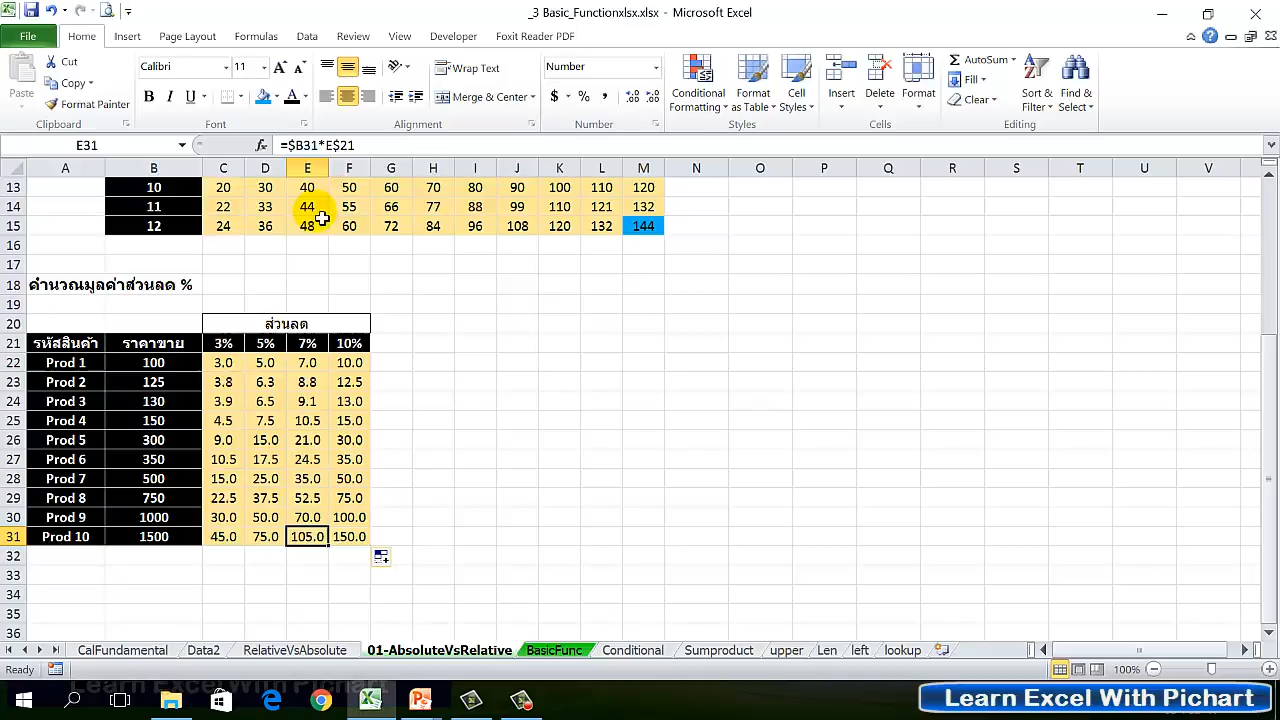 _3 Basic_Functionxlsx.xlsx - Microsoft Excel
File Home Insert Page Layout Formulas Data Review View Developer Foxit Reader PDF
Paste Cut Copy Format Painter Clipboard
Calibri 11 B I U A Font
Wrap Text Merge & Center Alignment
Number $ % , Number
Conditional Formatting Format as Table Cell Styles Styles
Insert Delete Format Cells
AutoSum Fill Clear Sort & Filter Find & Select Editing
E31 fx =$B31*E$21
A B C D E F G H I J K L M N O P Q R S T U V
13 10 20 30 40 50 60 70 80 90 100 110 120
14 11 22 33 44 55 66 77 88 99 110 121 132
15 12 24 36 48 60 72 84 96 108 120 132 144
16
17
18 คำนวณมูลค่าส่วนลด %
19
20 ส่วนลด
21 รหัสสินค้า ราคาขาย 3% 5% 7% 10%
22 Prod 1 100 3.0 5.0 7.0 10.0
23 Prod 2 125 3.8 6.3 8.8 12.5
24 Prod 3 130 3.9 6.5 9.1 13.0
25 Prod 4 150 4.5 7.5 10.5 15.0
26 Prod 5 300 9.0 15.0 21.0 30.0
27 Prod 6 350 10.5 17.5 24.5 35.0
28 Prod 7 500 15.0 25.0 35.0 50.0
29 Prod 8 750 22.5 37.5 52.5 75.0
30 Prod 9 1000 30.0 50.0 70.0 100.0
31 Prod 10 1500 45.0 75.0 105.0 150.0
32
33
34
35
36
CalFundamental Data2 RelativeVsAbsolute 01-AbsoluteVsRelative BasicFunc Conditional Sumproduct upper Len left lookup
Ready 100%
Learn Excel With Pichart
Learn Excel With Pichart